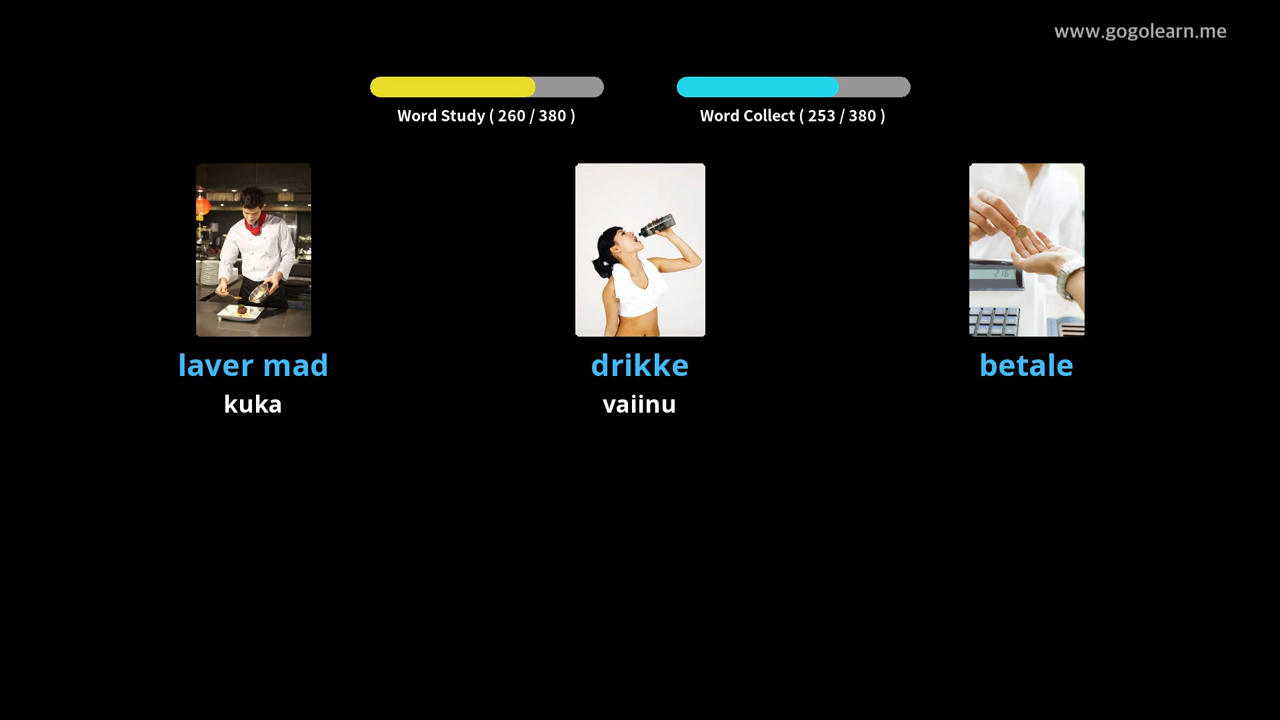 www.gogolearn.me
Word Study ( 260 / 380 )
Word Collect ( 253 / 380 )
laver mad
kuka
drikke
vaiinu
betale